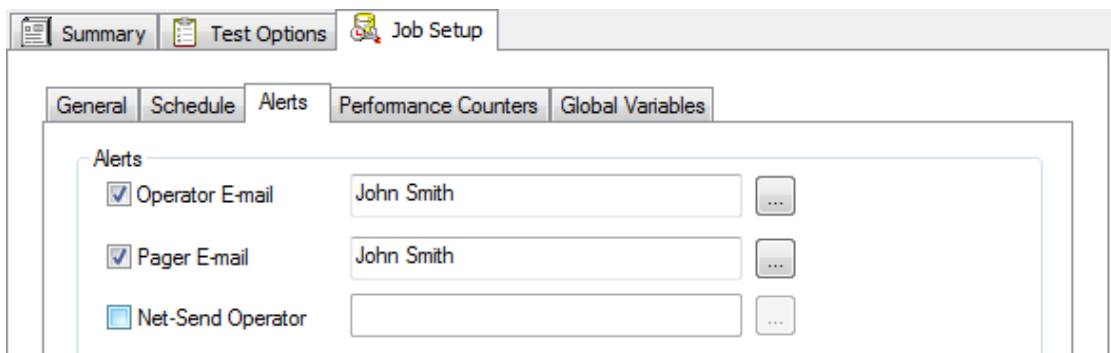 Summary Test Options Job Setup
General Schedule Alerts Performance Counters Global Variables
Alerts
Operator E-mail John Smith ...
Pager E-mail John Smith ...
Net-Send Operator ...